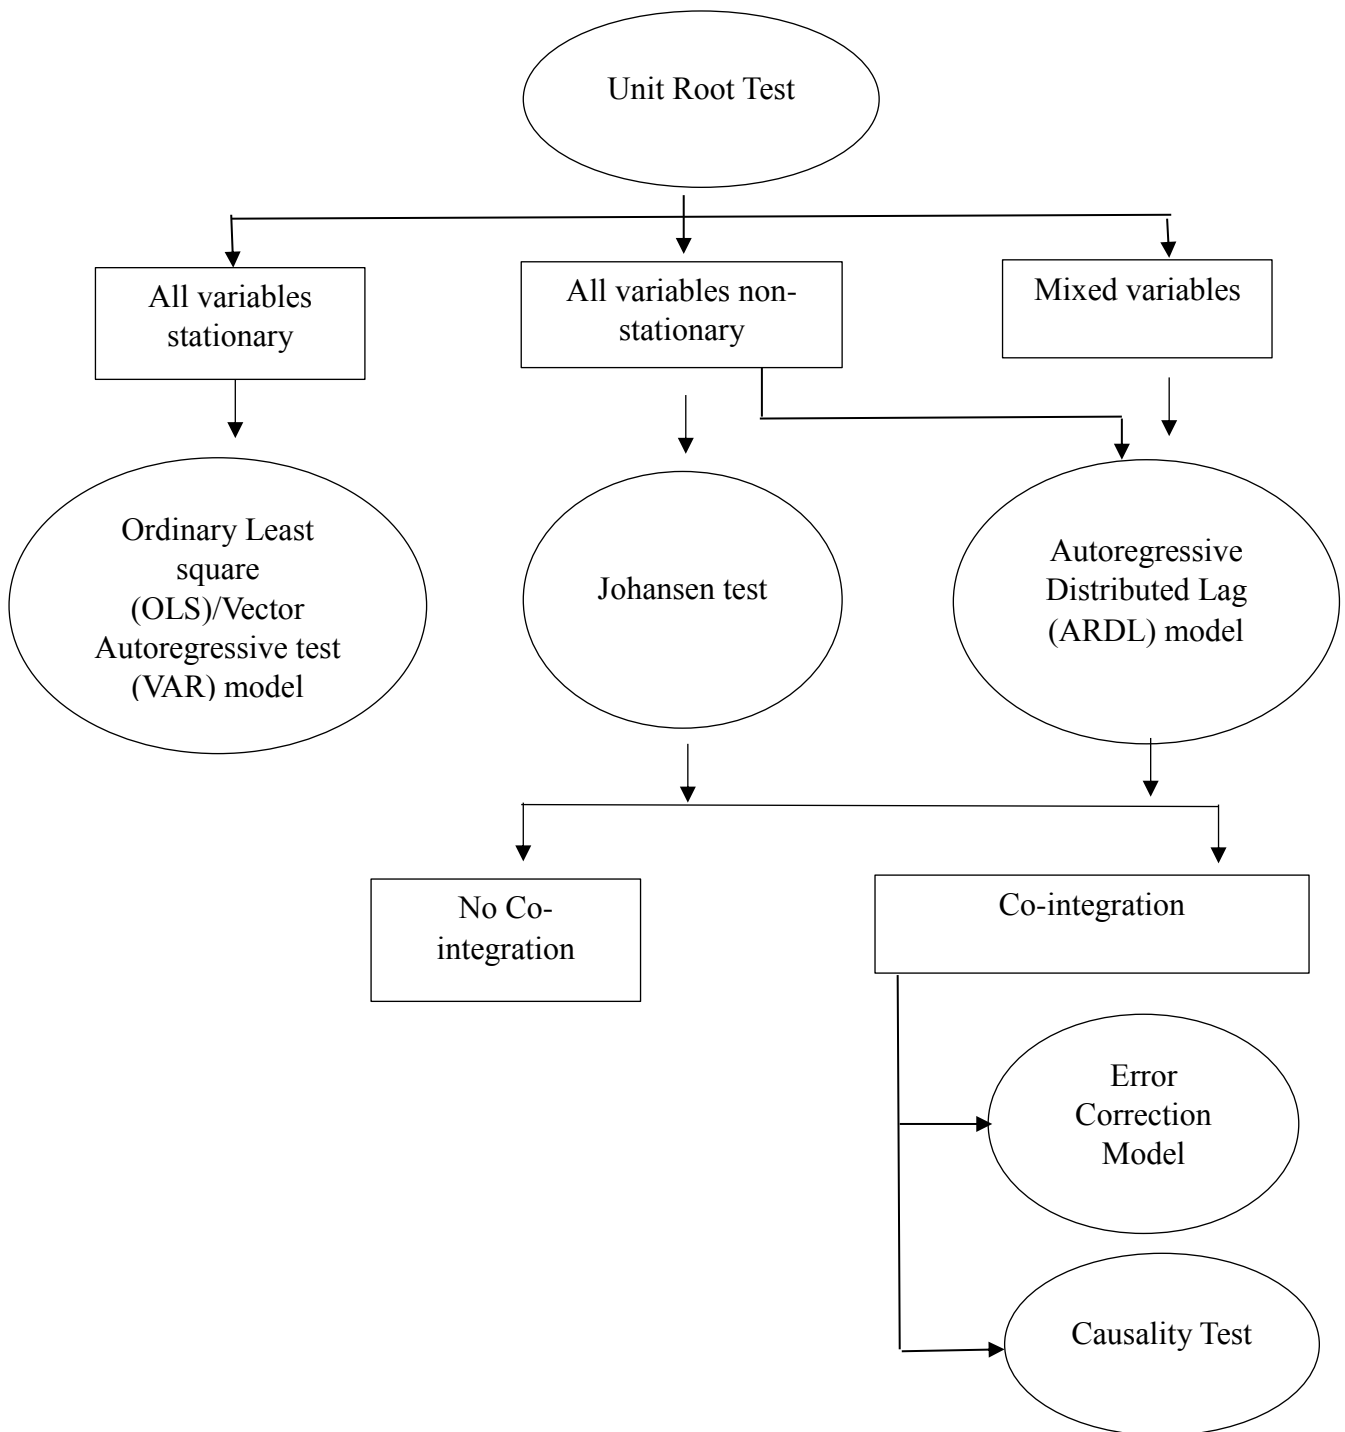 Unit Root Test
All variables
stationary
All variables non-
stationary
Mixed variables
Ordinary Least
square
(OLS)/Vector
Autoregressive test
(VAR) model
Johansen test
Autoregressive
Distributed Lag
(ARDL) model
No Co-
integration
Co-integration
Error
Correction
Model
Causality Test